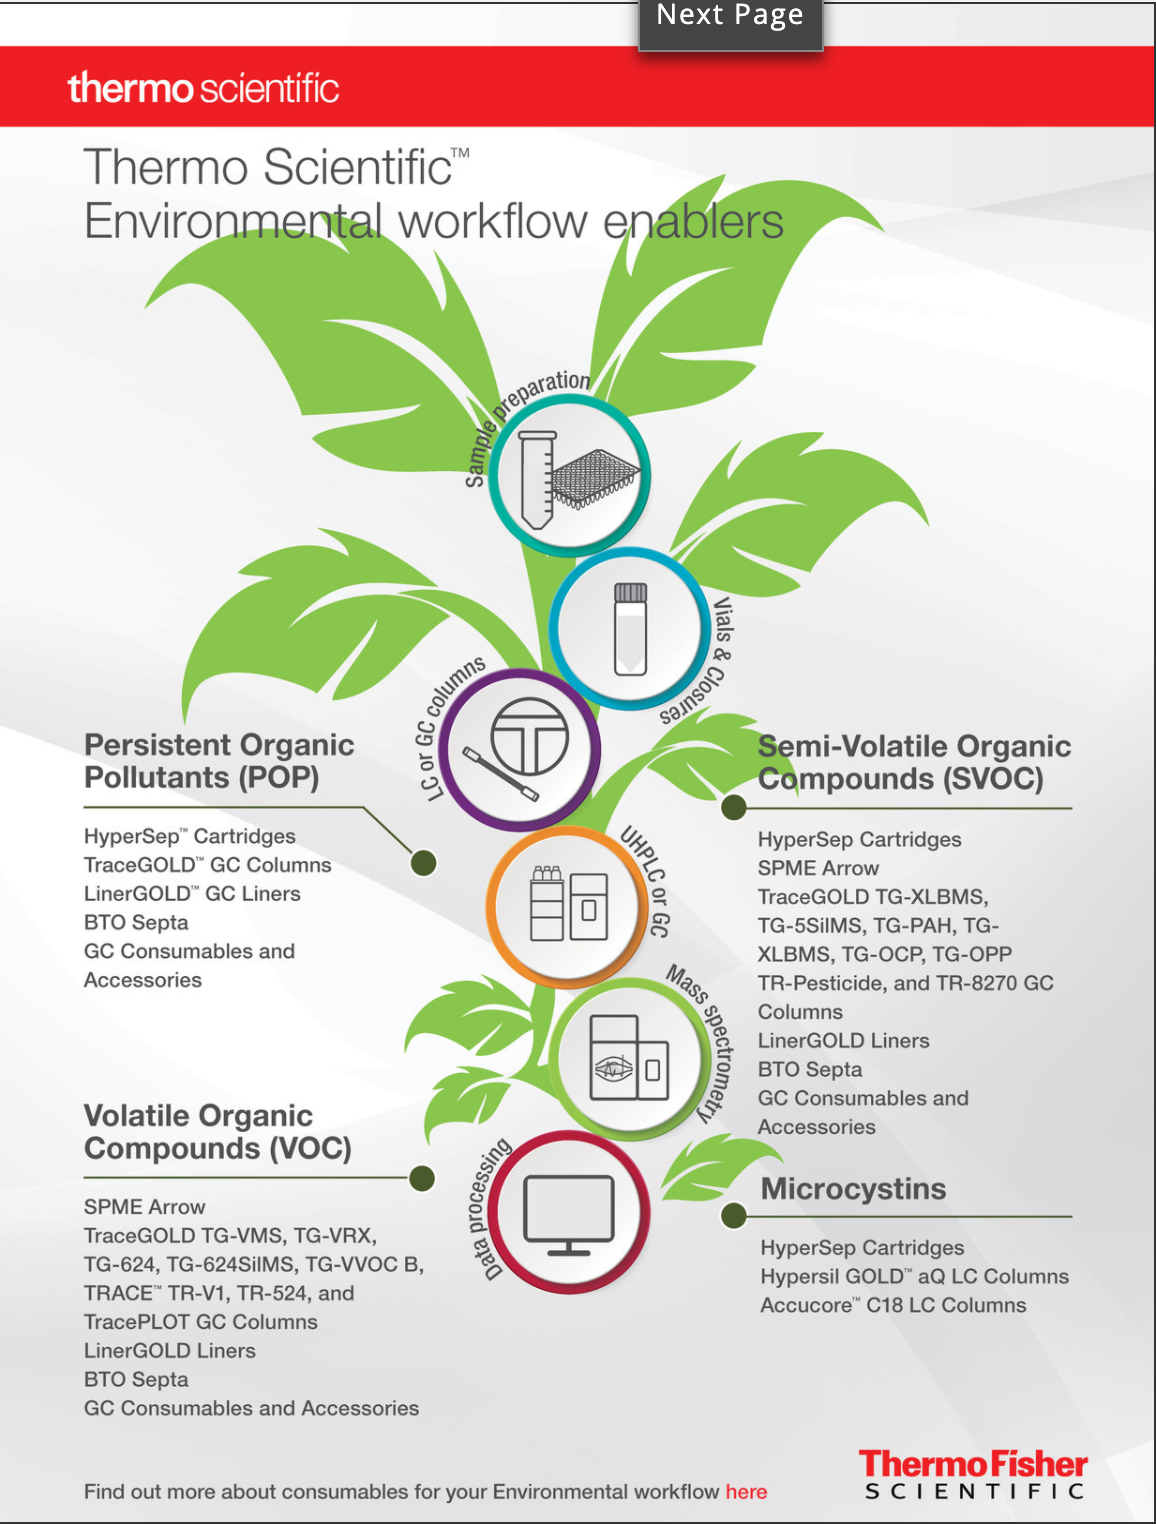 Next Page
thermo scientific
Thermo Scientific™
Environmental workflow enablers
Sample preparation
Vials & Closures
LC or GC columns
UHPLC or GC
Mass spectrometry
Data processing
Persistent Organic
Pollutants (POP)
HyperSep™ Cartridges
TraceGOLD™ GC Columns
LinerGOLD™ GC Liners
BTO Septa
GC Consumables and
Accessories
Semi-Volatile Organic
Compounds (SVOC)
HyperSep Cartridges
SPME Arrow
TraceGOLD TG-XLBMS,
TG-5SilMS, TG-PAH, TG-
XLBMS, TG-OCP, TG-OPP
TR-Pesticide, and TR-8270 GC
Columns
LinerGOLD Liners
BTO Septa
GC Consumables and
Accessories
Volatile Organic
Compounds (VOC)
SPME Arrow
TraceGOLD TG-VMS, TG-VRX,
TG-624, TG-624SilMS, TG-VVOC B,
TRACE™ TR-V1, TR-524, and
TracePLOT GC Columns
LinerGOLD Liners
BTO Septa
GC Consumables and Accessories
Microcystins
HyperSep Cartridges
Hypersil GOLD™ aQ LC Columns
Accucore™ C18 LC Columns
Find out more about consumables for your Environmental workflow here
ThermoFisher
SCIENTIFIC